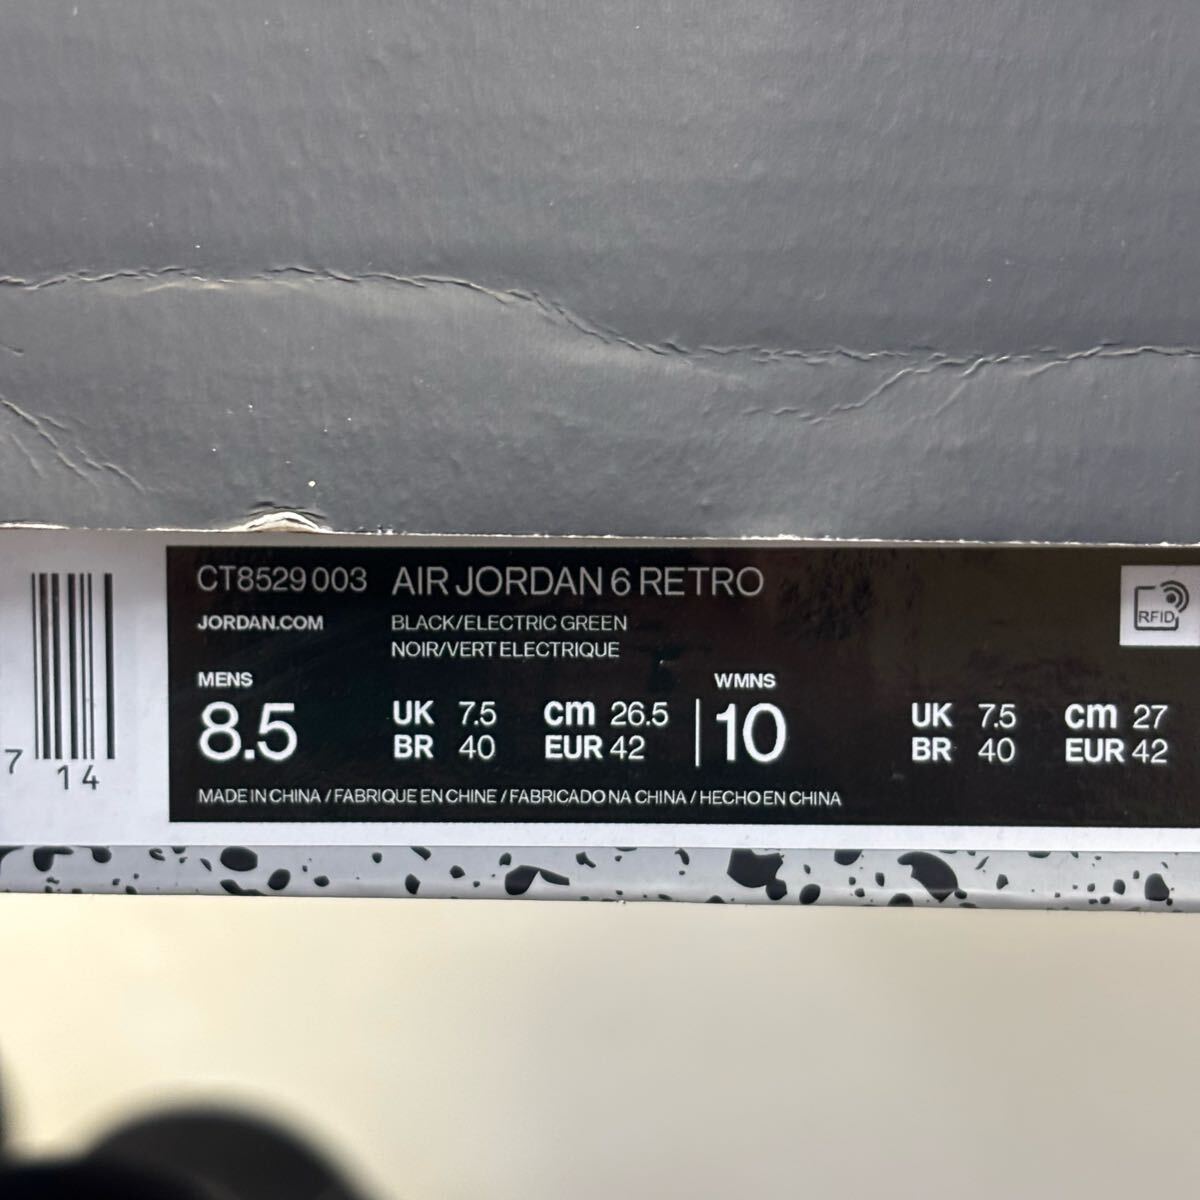 CT8529 003 AIR JORDAN 6 RETRO
JORDAN.COM BLACK/ELECTRIC GREEN
NOIR/VERT ELECTRIQUE
RFID
MENS
8.5
UK 7.5 cm 26.5
BR 40 EUR 42
WMNS
10
UK 7.5 cm 27
BR 40 EUR 42
MADE IN CHINA / FABRIQUE EN CHINE / FABRICADO NA CHINA / HECHO EN CHINA
7
14